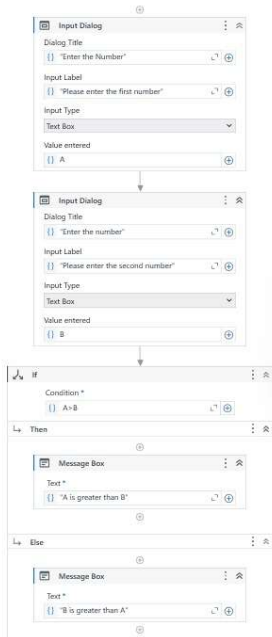 Input Dialog
Dialog Title
"Enter the Number"
Input Label
"Please enter the first number"
Input Type
Text Box
Value entered
A
Input Dialog
Dialog Title
"Enter the number"
Input Label
"Please enter the second number"
Input Type
Text Box
Value entered
B
If
Condition *
A>B
Then
Message Box
Text *
"A is greater than B"
Else
Message Box
Text *
"B is greater than A"